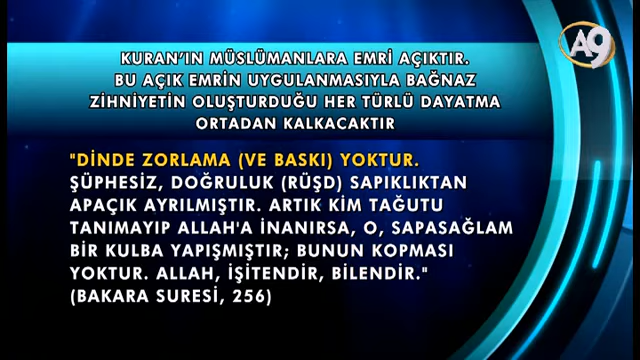 A9
KURAN'IN MÜSLÜMANLARA EMRİ AÇIKTIR.
BU AÇIK EMRİN UYGULANMASIYLA BAĞNAZ
ZİHNİYETİN OLUŞTURDUĞU HER TÜRLÜ DAYATMA
ORTADAN KALKACAKTIR
"DİNDE ZORLAMA (VE BASKI) YOKTUR.
ŞÜPHESİZ, DOĞRULUK (RÜŞD) SAPIKLIKTAN
APAÇIK AYRILMIŞTIR. ARTIK KİM TAĞUTU
TANIMAYIP ALLAH'A İNANIRSA, O, SAPASAĞLAM
BİR KULBA YAPIŞMIŞTIR; BUNUN KOPMASI
YOKTUR. ALLAH, İŞİTENDİR, BİLENDİR."
(BAKARA SURESİ, 256)